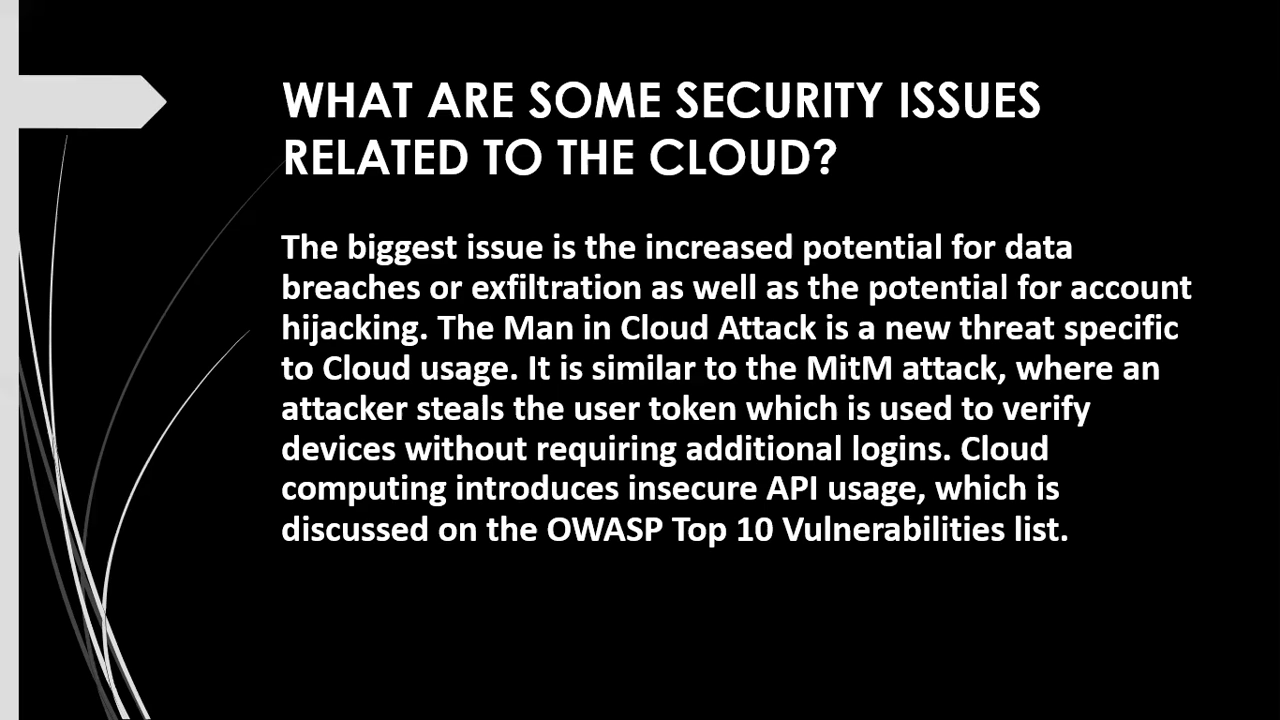 WHAT ARE SOME SECURITY ISSUES
RELATED TO THE CLOUD?
The biggest issue is the increased potential for data
breaches or exfiltration as well as the potential for account
hijacking. The Man in Cloud Attack is a new threat specific
to Cloud usage. It is similar to the MitM attack, where an
attacker steals the user token which is used to verify
devices without requiring additional logins. Cloud
computing introduces insecure API usage, which is
discussed on the OWASP Top 10 Vulnerabilities list.